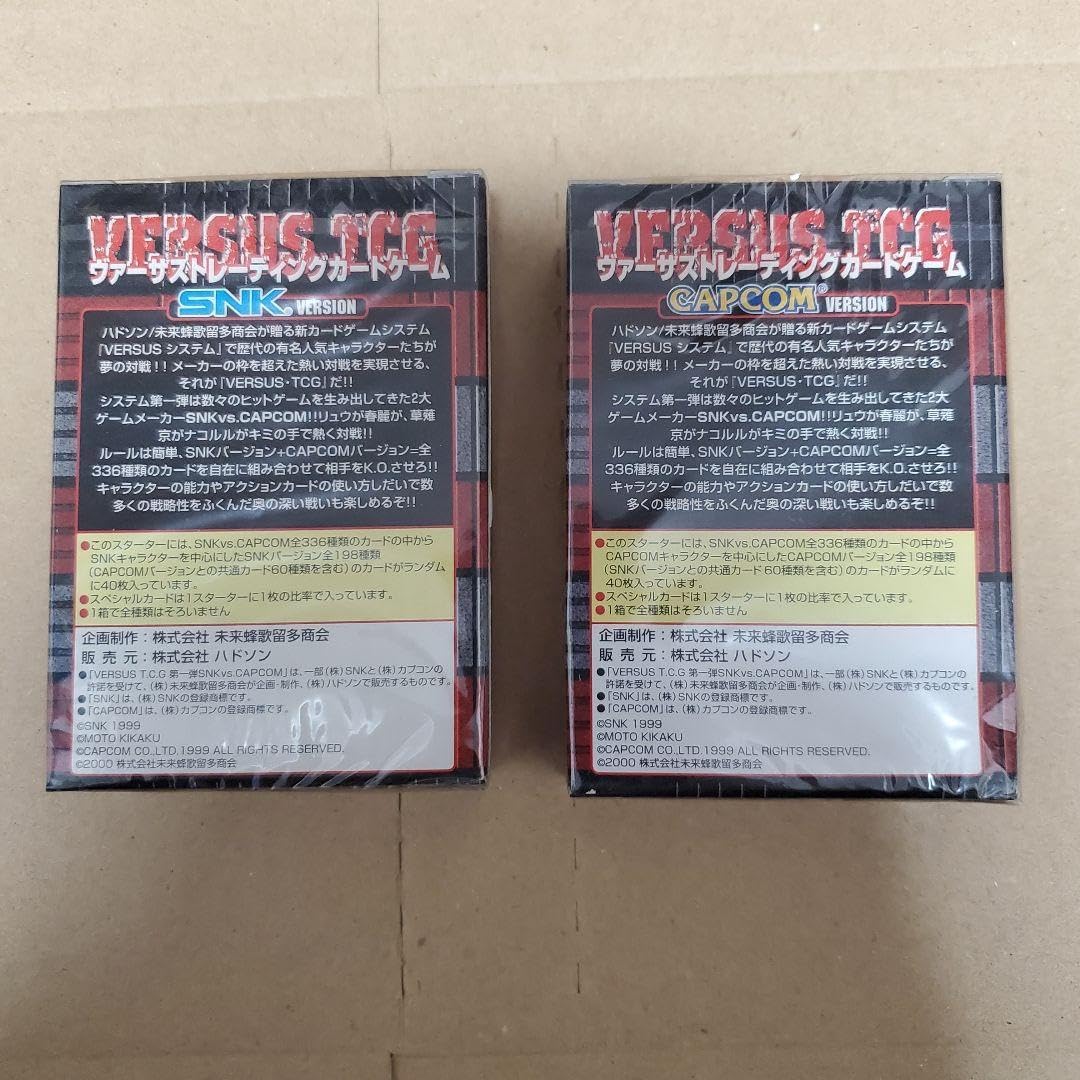 VERSUS TCG
ヴァーサストレーディングカードゲーム
SNK® VERSION
ハドソン/未来蜂歌留多商会が贈る新カードゲームシステム
『VERSUS システム』で歴代の有名人気キャラクターたちが
夢の対戦!! メーカーの枠を超えた熱い対戦を実現させる、
それが『VERSUS・TCG』だ!!
システム第一弾は数々のヒットゲームを生み出してきた2大
ゲームメーカーSNKvs.CAPCOM!!リュウが春麗が、草薙
京がナコルルがキミの手で熱く対戦!!
ルールは簡単、SNKバージョン+CAPCOMバージョン=全
336種類のカードを自在に組み合わせて相手をK.O.させろ!!
キャラクターの能力やアクションカードの使い方しだいで数
多くの戦略性をふくんだ奥の深い戦いも楽しめるぞ!!
●このスターターには、SNKvs.CAPCOM全336種類のカードの中から
SNKキャラクターを中心にしたSNKバージョン全198種類
(CAPCOMバージョンとの共通カード60種類を含む)のカードがランダム
に40枚入っています。
●スペシャルカードは1スターターに1枚の比率で入っています。
●1箱で全種類はそろいません
企画制作:株式会社 未来蜂歌留多商会
販 売 元:株式会社 ハドソン
●「VERSUS T.C.G 第一弾SNKvs.CAPCOM」は、一部(株)SNKと(株)カプコンの
許諾を受けて、(株)未来蜂歌留多商会が企画・制作、(株)ハドソンで販売するものです。
●「SNK」は、(株)SNKの登録商標です。
●「CAPCOM」は、(株)カプコンの登録商標です。
©SNK 1999
©MOTO KIKAKU
©CAPCOM CO.,LTD.1999 ALL RIGHTS RESERVED.
©2000 株式会社未来蜂歌留多商会
VERSUS TCG
ヴァーサストレーディングカードゲーム
CAPCOM® VERSION
ハドソン/未来蜂歌留多商会が贈る新カードゲームシステム
『VERSUS システム』で歴代の有名人気キャラクターたちが
夢の対戦!! メーカーの枠を超えた熱い対戦を実現させる、
それが『VERSUS・TCG』だ!!
システム第一弾は数々のヒットゲームを生み出してきた2大
ゲームメーカーSNKvs.CAPCOM!!リュウが春麗が、草薙
京がナコルルがキミの手で熱く対戦!!
ルールは簡単、SNKバージョン+CAPCOMバージョン=全
336種類のカードを自在に組み合わせて相手をK.O.させろ!!
キャラクターの能力やアクションカードの使い方しだいで数
多くの戦略性をふくんだ奥の深い戦いも楽しめるぞ!!
●このスターターには、SNKvs.CAPCOM全336種類のカードの中から
CAPCOMキャラクターを中心にしたCAPCOMバージョン全198種類
(SNKバージョンとの共通カード60種類を含む)のカードがランダムに
40枚入っています。
●スペシャルカードは1スターターに1枚の比率で入っています。
●1箱で全種類はそろいません
企画制作:株式会社 未来蜂歌留多商会
販 売 元:株式会社 ハドソン
●「VERSUS T.C.G 第一弾SNKvs.CAPCOM」は、一部(株)SNKと(株)カプコンの
許諾を受けて、(株)未来蜂歌留多商会が企画・制作、(株)ハドソンで販売するものです。
●「SNK」は、(株)SNKの登録商標です。
●「CAPCOM」は、(株)カプコンの登録商標です。
©SNK 1999
©MOTO KIKAKU
©CAPCOM CO.,LTD.1999 ALL RIGHTS RESERVED.
©2000 株式会社未来蜂歌留多商会